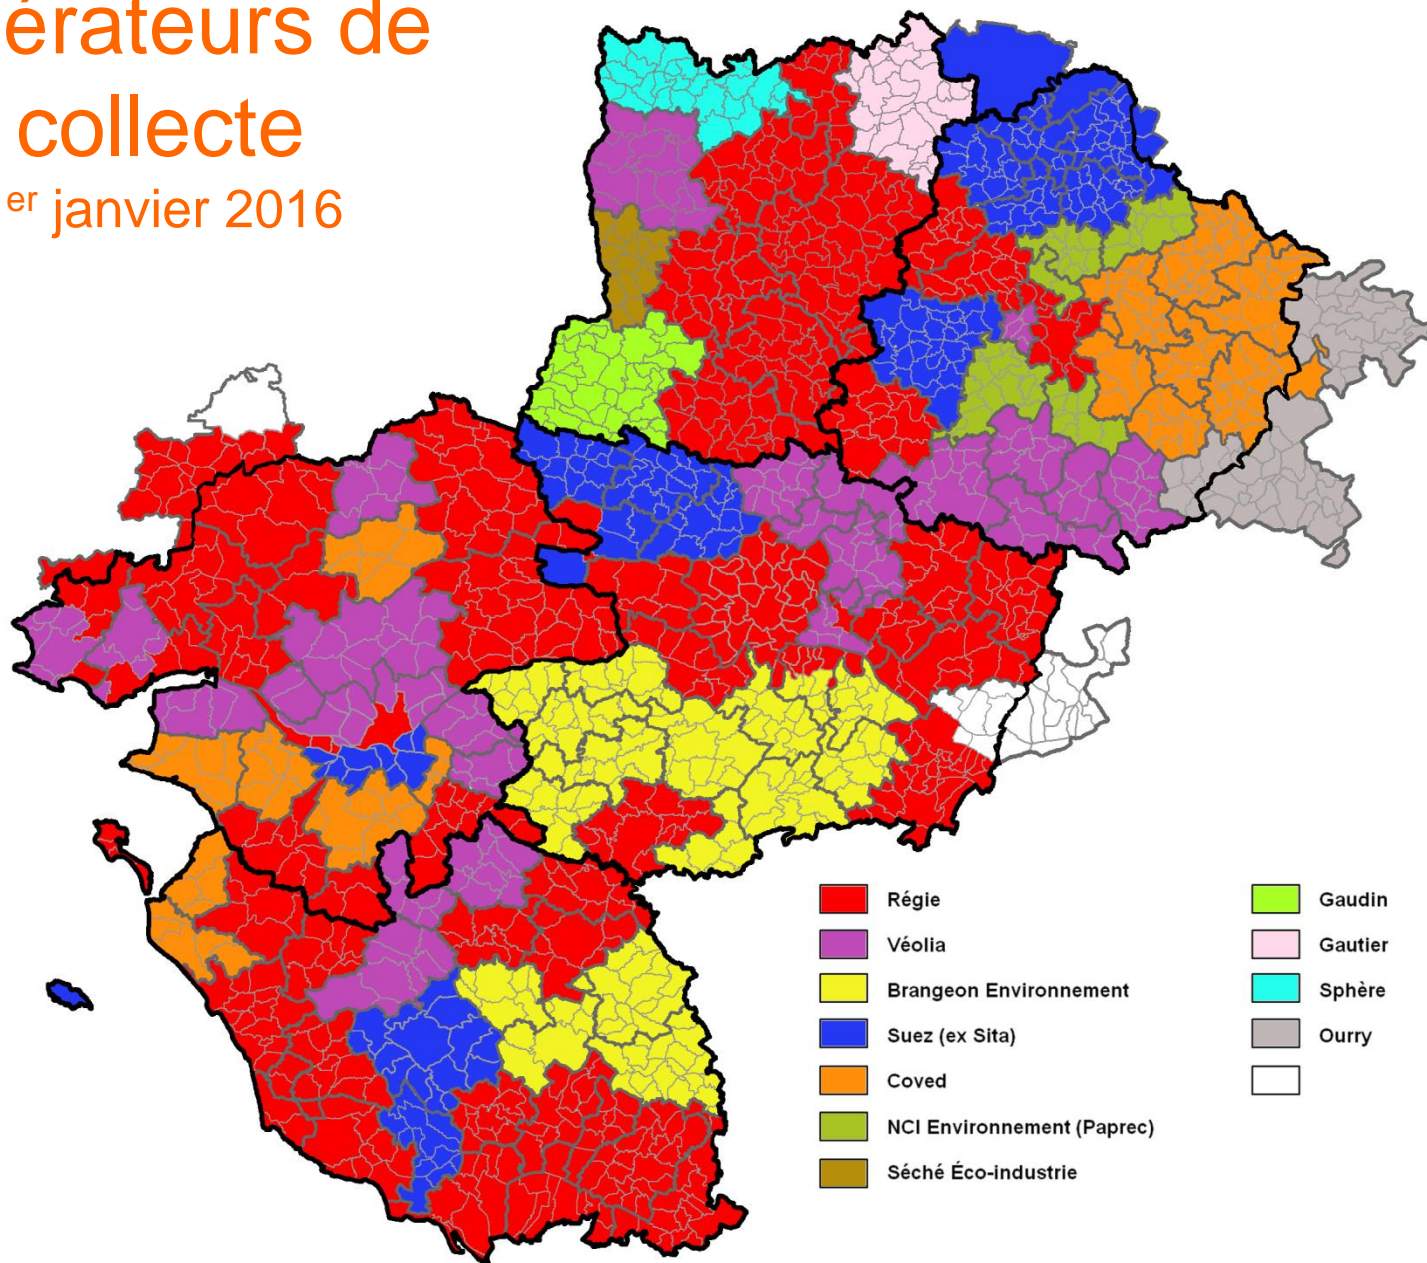 érateurs de
collecte
er janvier 2016
Régie
Véolia
Brangeon Environnement
Suez (ex Sita)
Coved
NCI Environnement (Paprec)
Séché Éco-industrie
Gaudin
Gautier
Sphère
Ourry